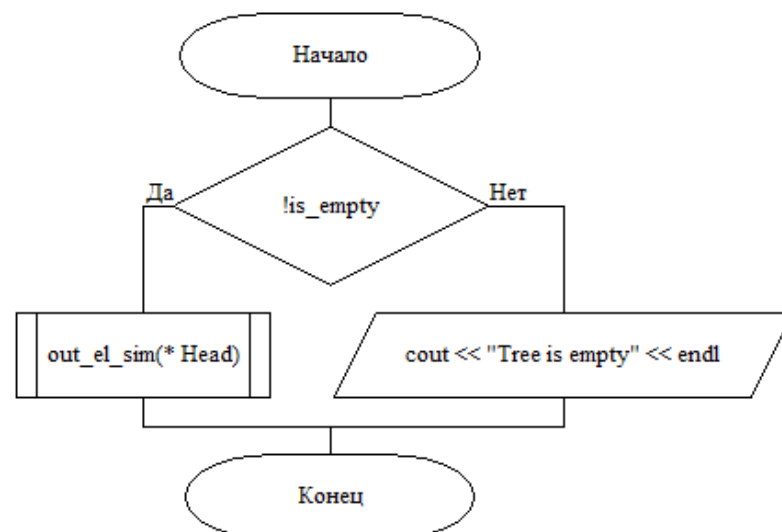 Начало
!is_empty
Да
Нет
out_el_sim(* Head)
cout << "Tree is empty" << endl
Конец